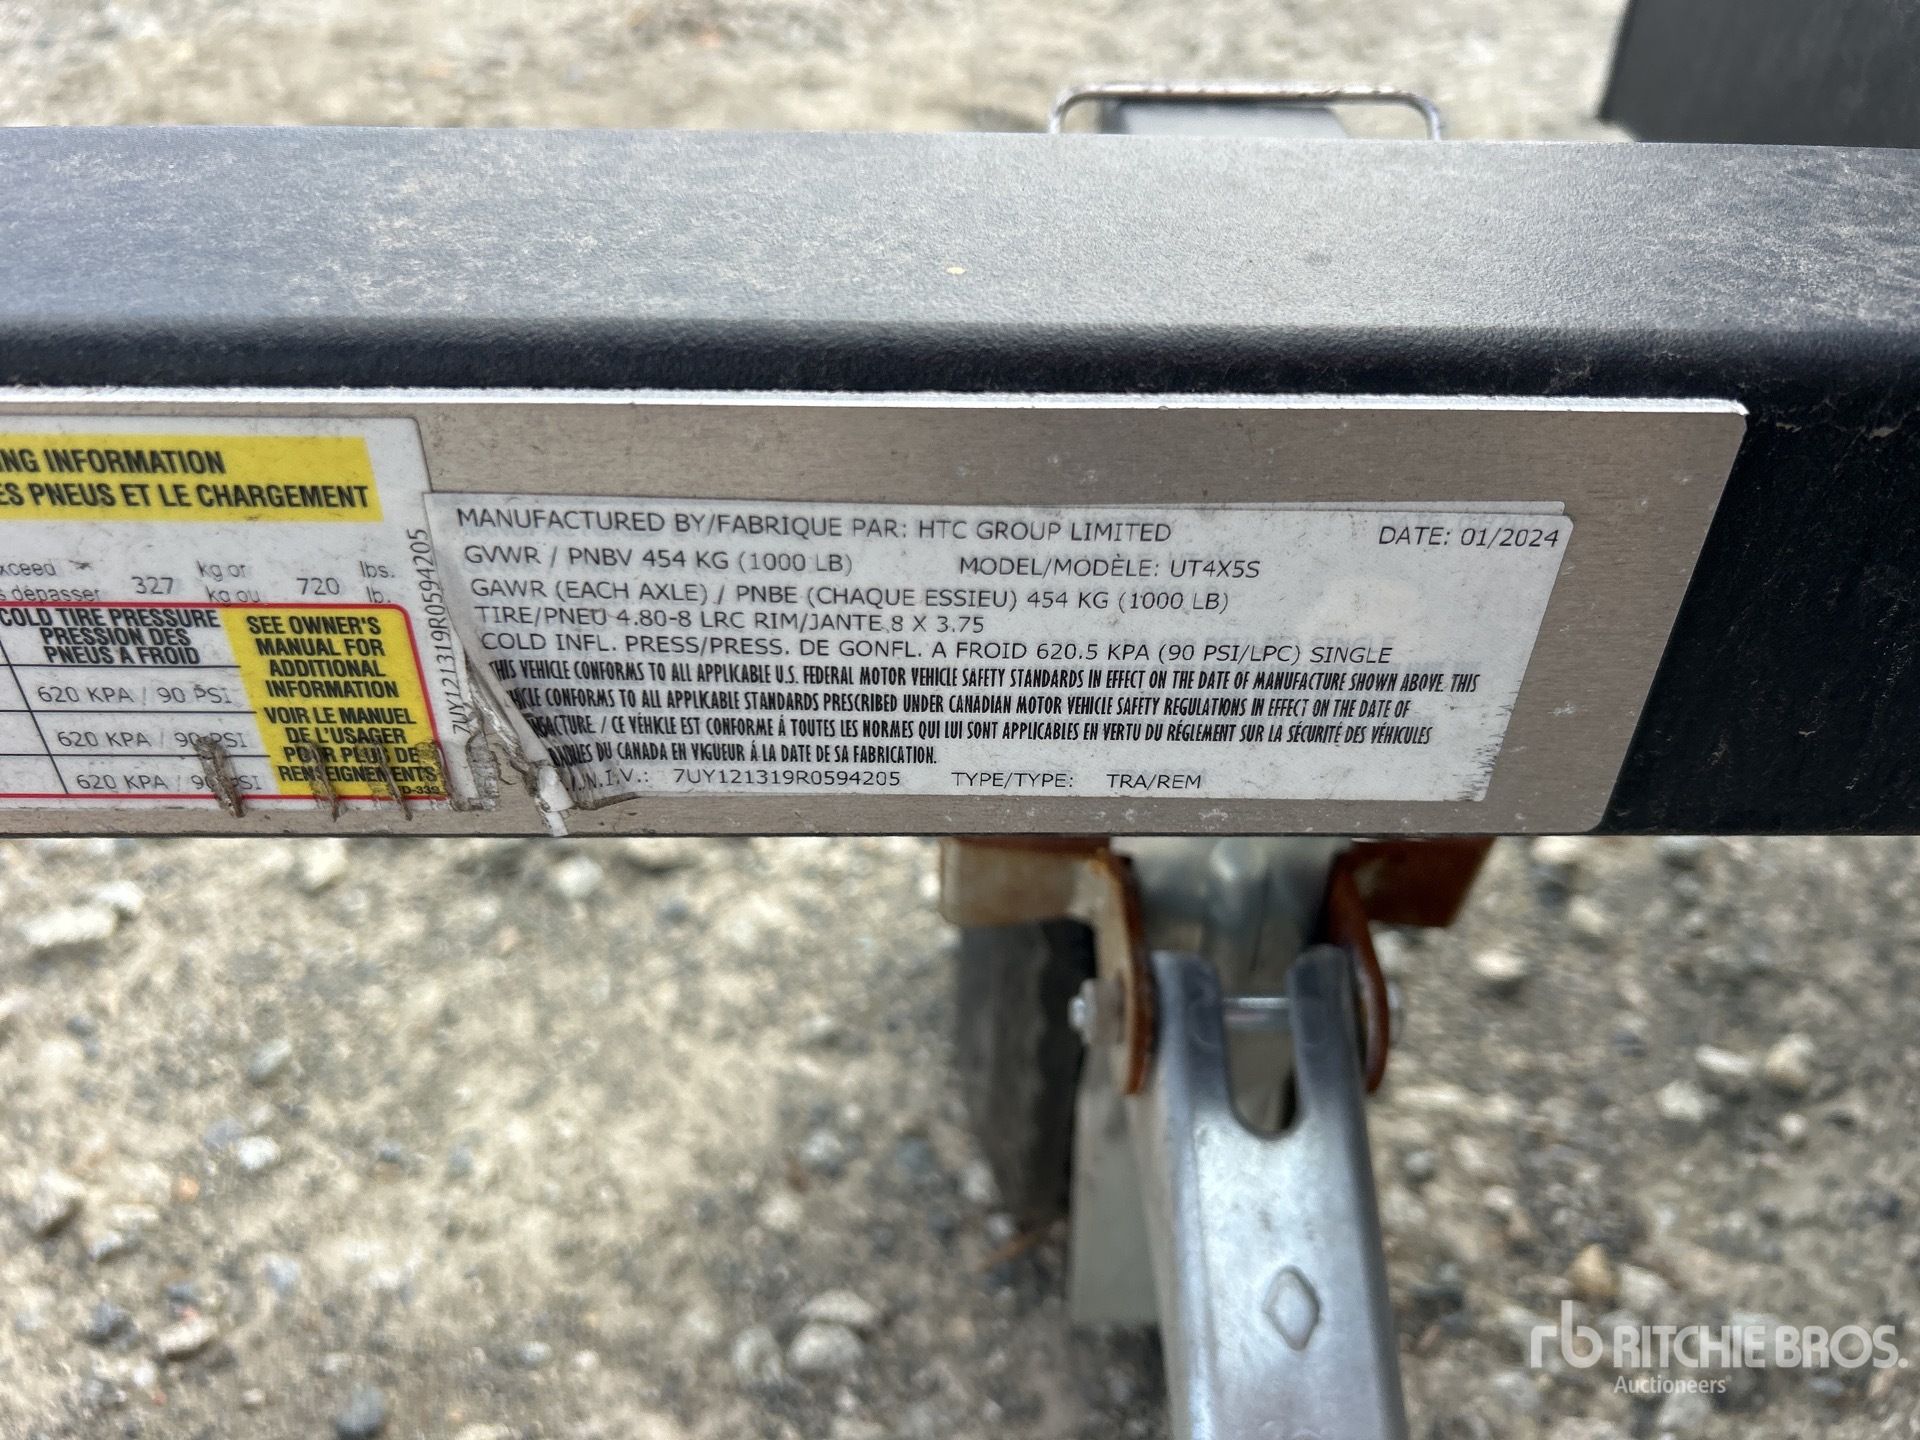 NG INFORMATION
ES PNEUS ET LE CHARGEMENT
xceed 327 kg or 720 lbs.
s dépasser kg ou lb.
COLD TIRE PRESSURE
PRESSION DES
PNEUS A FROID
620 KPA / 90 PSI
620 KPA / 90 PSI
620 KPA / 90 PSI
SEE OWNER'S
MANUAL FOR
ADDITIONAL
INFORMATION
VOIR LE MANUEL
DE L'USAGER
POUR PLUS DE
RENSEIGNEMENTS
7UY121319R0594205
MANUFACTURED BY/FABRIQUE PAR: HTC GROUP LIMITED DATE: 01/2024
GVWR / PNBV 454 KG (1000 LB) MODEL/MODÈLE: UT4X5S
GAWR (EACH AXLE) / PNBE (CHAQUE ESSIEU) 454 KG (1000 LB)
TIRE/PNEU 4.80-8 LRC RIM/JANTE 8 X 3.75
COLD INFL. PRESS/PRESS. DE GONFL. A FROID 620.5 KPA (90 PSI/LPC) SINGLE
THIS VEHICLE CONFORMS TO ALL APPLICABLE U.S. FEDERAL MOTOR VEHICLE SAFETY STANDARDS IN EFFECT ON THE DATE OF MANUFACTURE SHOWN ABOVE. THIS
HICLE CONFORMS TO ALL APPLICABLE STANDARDS PRESCRIBED UNDER CANADIAN MOTOR VEHICLE SAFETY REGULATIONS IN EFFECT ON THE DATE OF
FACTURE / CE VÉHICLE EST CONFORME À TOUTES LES NORMES QUI LUI SONT APPLICABLES EN VERTU DU RÉGLEMENT SUR LA SÉCURITÉ DES VÉHICULES
IQUES DU CANADA EN VIGUEUR À LA DATE DE SA FABRICATION.
N.I.V.: 7UY121319R0594205 TYPE/TYPE: TRA/REM
rb RITCHIE BROS.
Auctioneers